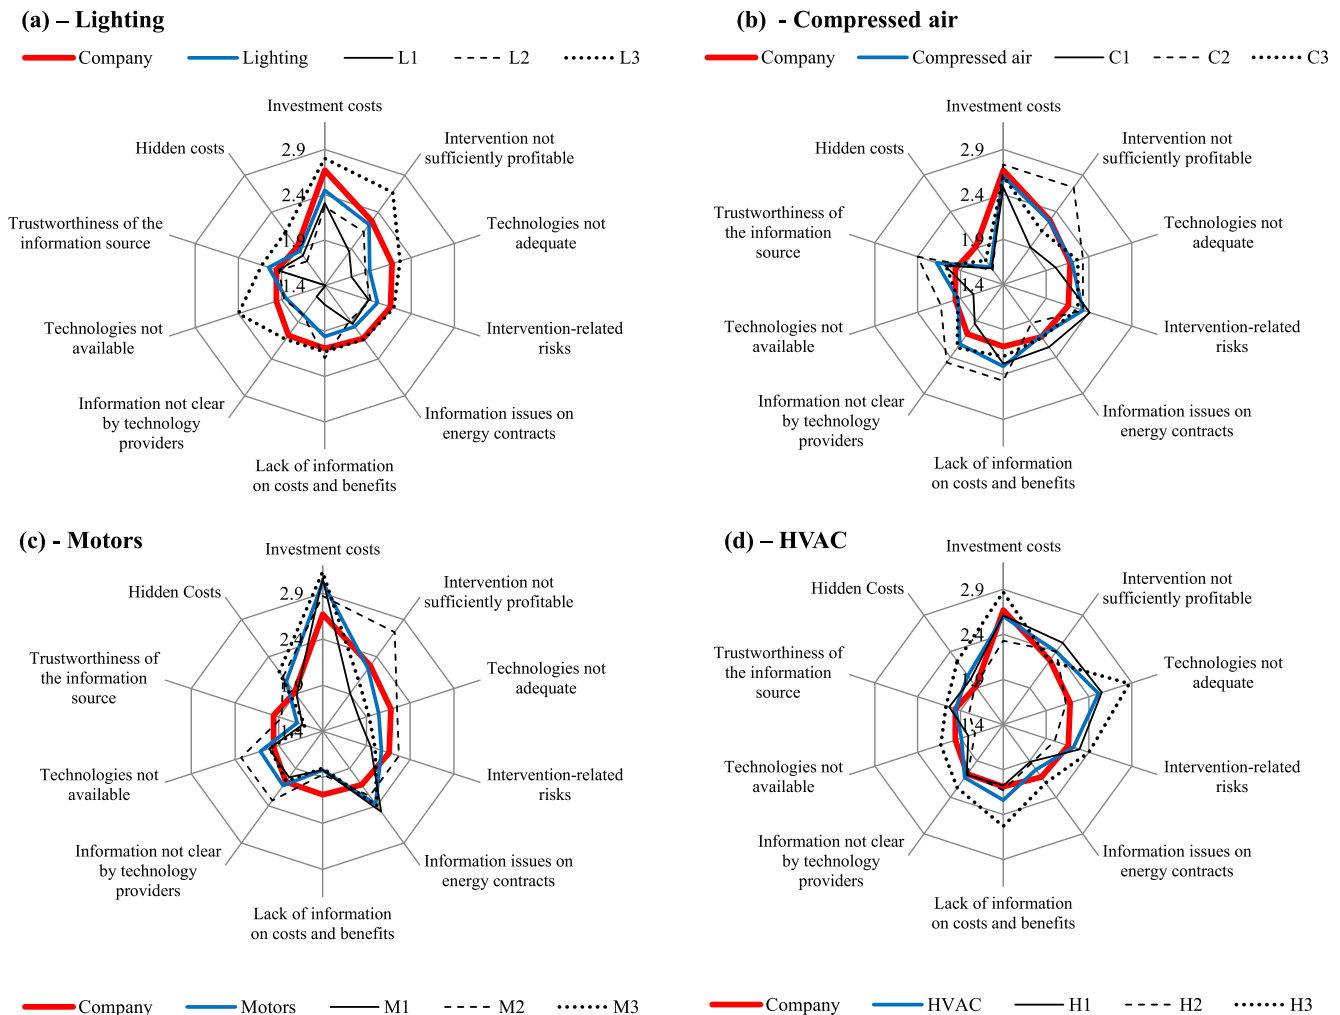 (a) – Lighting
Company
Lighting
L1
L2
L3
Investment costs
Intervention not
sufficiently profitable
Technologies not
adequate
Intervention-related
risks
Information issues on
energy contracts
Lack of information
on costs and benefits
Information not clear
by technology
providers
Technologies not
available
Trustworthiness of the
information source
Hidden costs
2.9
2.4
1.9
1.4
(b) - Compressed air
Company
Compressed air
C1
C2
C3
Investment costs
Intervention not
sufficiently profitable
Technologies not
adequate
Intervention-related
risks
Information issues on
energy contracts
Lack of information
on costs and benefits
Information not clear
by technology
providers
Technologies not
available
Trustworthiness of
the information
source
Hidden costs
2.9
2.4
1.9
1.4
(c) - Motors
Investment costs
Intervention not
sufficiently profitable
Technologies not
adequate
Intervention-related
risks
Information issues on
energy contracts
Lack of information
on costs and benefits
Information not clear
by technology
providers
Technologies not
available
Trustworthiness of
the information
source
Hidden Costs
2.9
2.4
1.9
1.4
Company
Motors
M1
M2
M3
(d) – HVAC
Investment costs
Intervention not
sufficiently profitable
Technologies not
adequate
Intervention-related
risks
Information issues on
energy contracts
Lack of information
on costs and benefits
Information not clear
by technology
providers
Technologies not
available
Trustworthiness of
the information
source
Hidden costs
2.9
2.4
1.9
1.4
Company
HVAC
H1
H2
H3